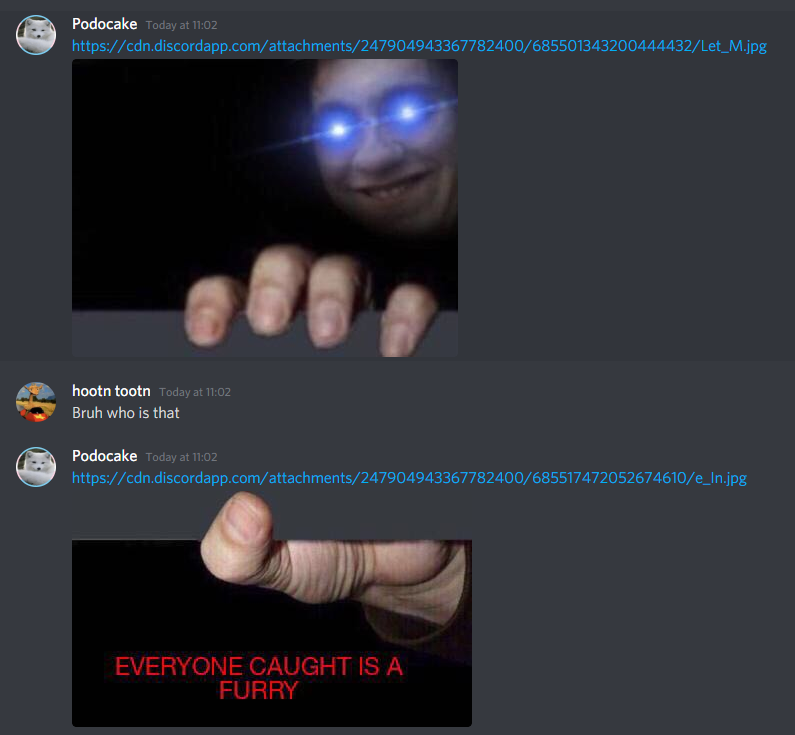 Podocake Today at 11:02
https://cdn.discordapp.com/attachments/247904943367782400/685501343200444432/Let_M.jpg
hootn tootn Today at 11:02
Bruh who is that
Podocake Today at 11:02
https://cdn.discordapp.com/attachments/247904943367782400/685517472052674610/e_In.jpg
EVERYONE CAUGHT IS A
FURRY